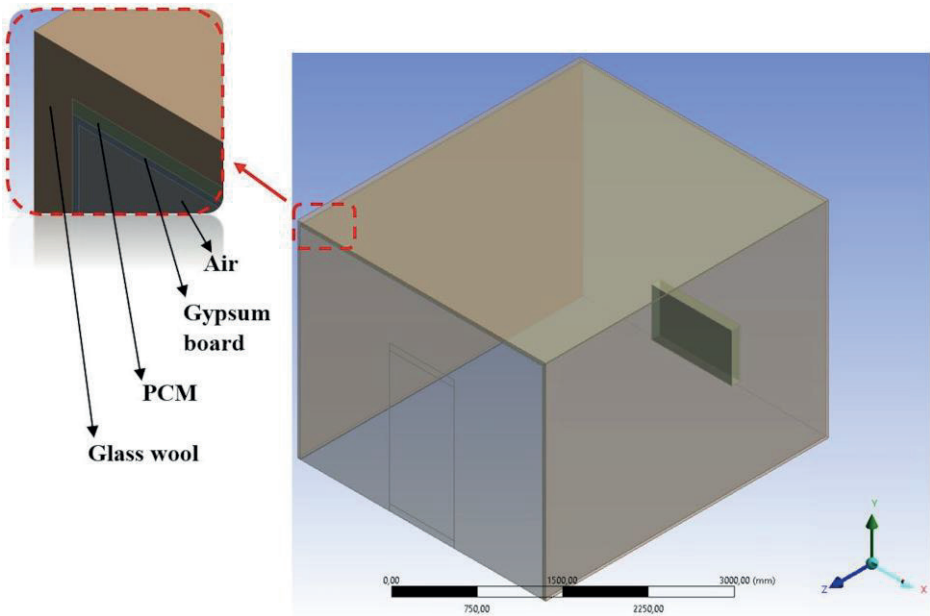 Air
Gypsum
board
PCM
Glass wool
0,00
1500,00
3000,00 (mm)
750,00
2250,00
Y
Z
X